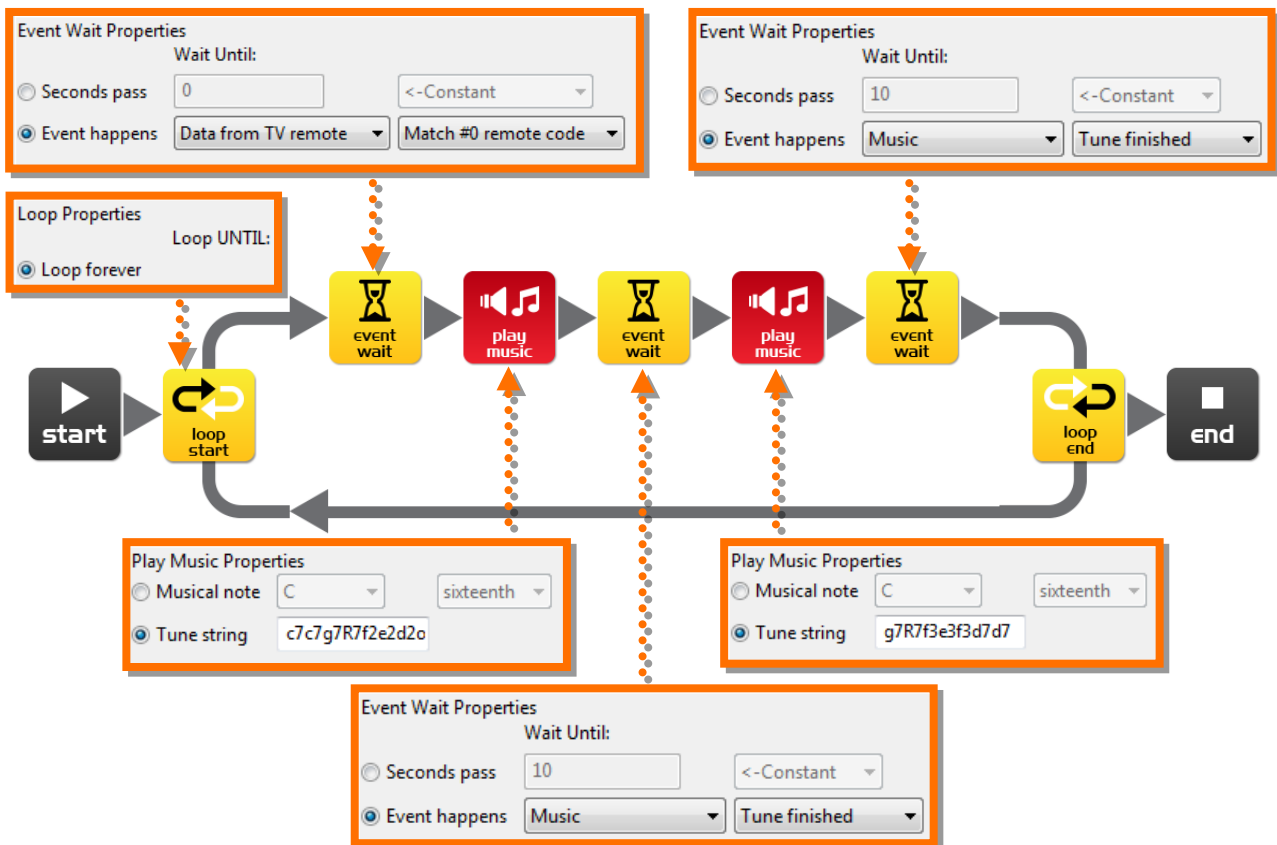 Event Wait Properties
Wait Until:
Seconds pass 0 <-Constant
Event happens Data from TV remote Match #0 remote code
Event Wait Properties
Wait Until:
Seconds pass 10 <-Constant
Event happens Music Tune finished
Loop Properties
Loop UNTIL:
Loop forever
event
wait
play
music
event
wait
play
music
event
wait
start
loop
start
loop
end
end
Play Music Properties
Musical note C sixteenth
Tune string c7c7g7R7f2e2d2o
Play Music Properties
Musical note C sixteenth
Tune string g7R7f3e3f3d7d7
Event Wait Properties
Wait Until:
Seconds pass 10 <-Constant
Event happens Music Tune finished